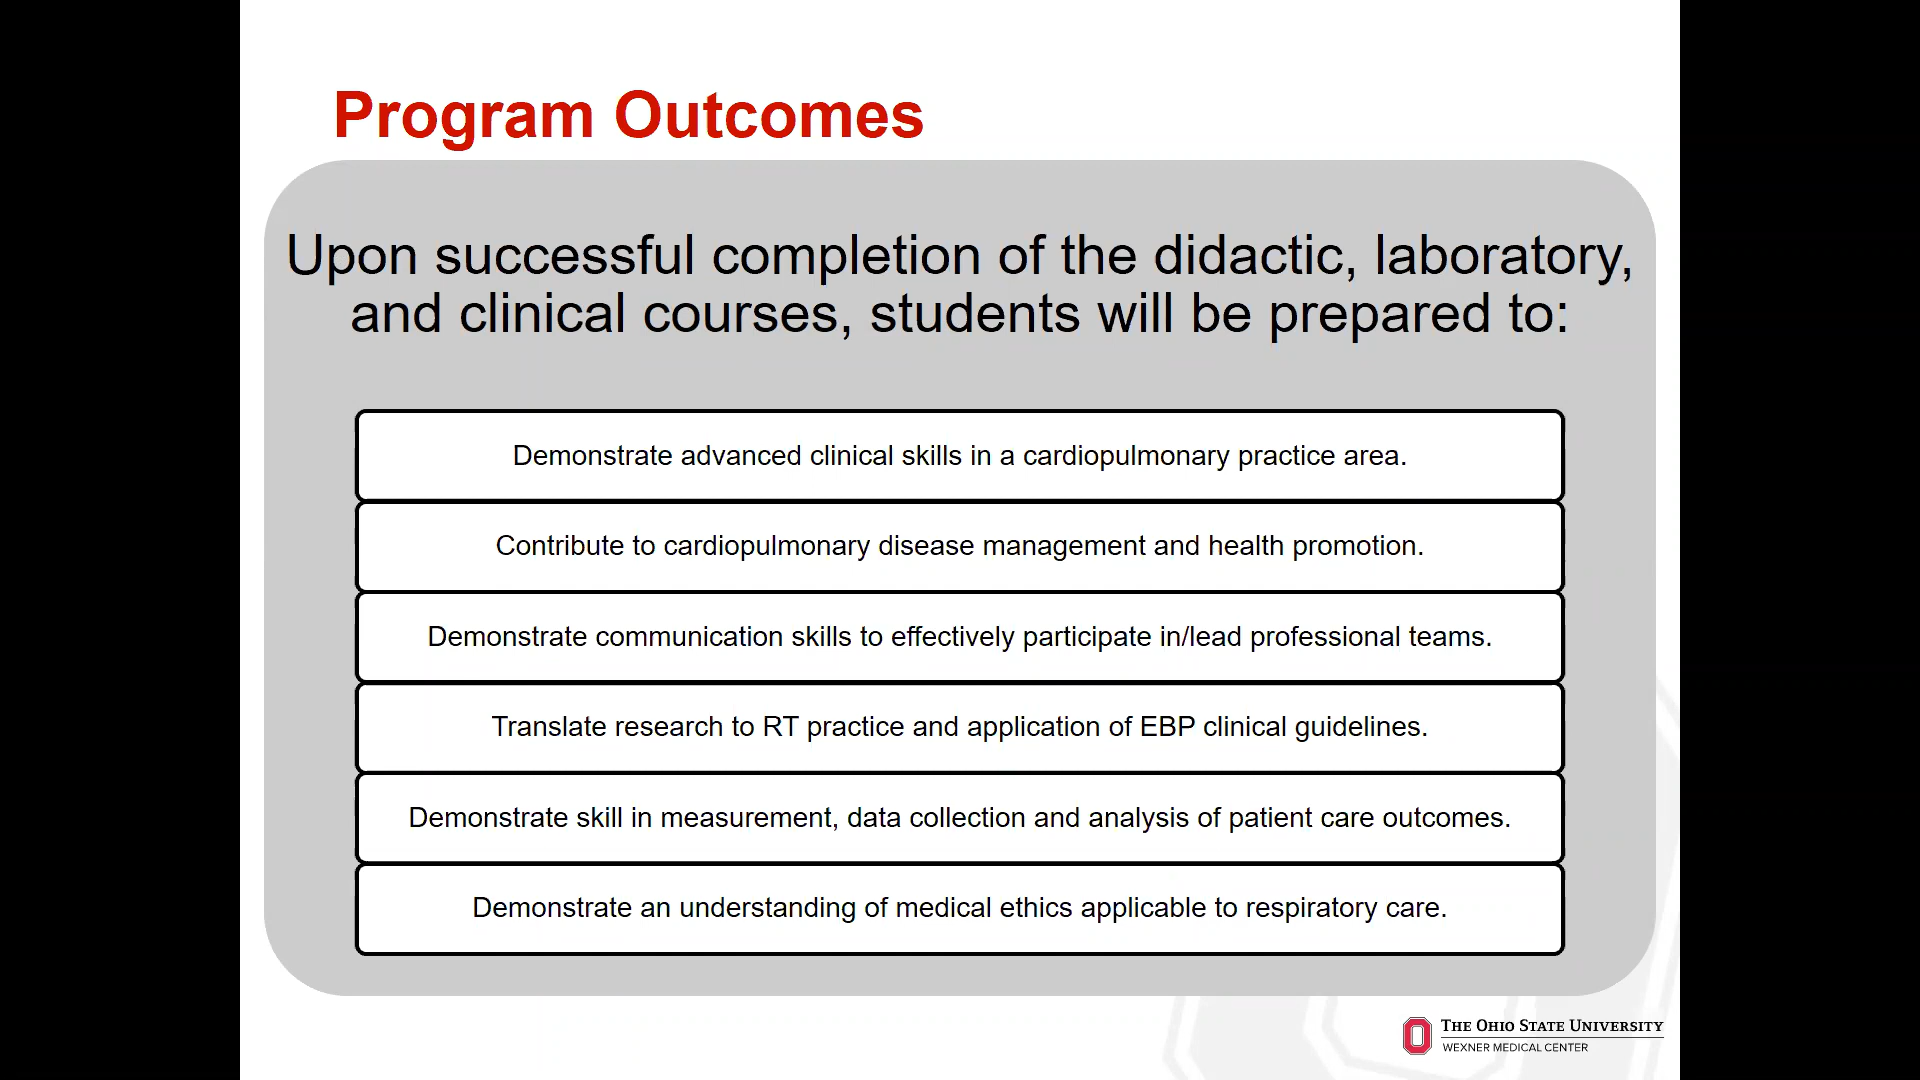 Program Outcomes
Upon successful completion of the didactic, laboratory,
and clinical courses, students will be prepared to:
Demonstrate advanced clinical skills in a cardiopulmonary practice area.
Contribute to cardiopulmonary disease management and health promotion.
Demonstrate communication skills to effectively participate in/lead professional teams.
Translate research to RT practice and application of EBP clinical guidelines.
Demonstrate skill in measurement, data collection and analysis of patient care outcomes.
Demonstrate an understanding of medical ethics applicable to respiratory care.
THE OHIO STATE UNIVERSITY
WEXNER MEDICAL CENTER